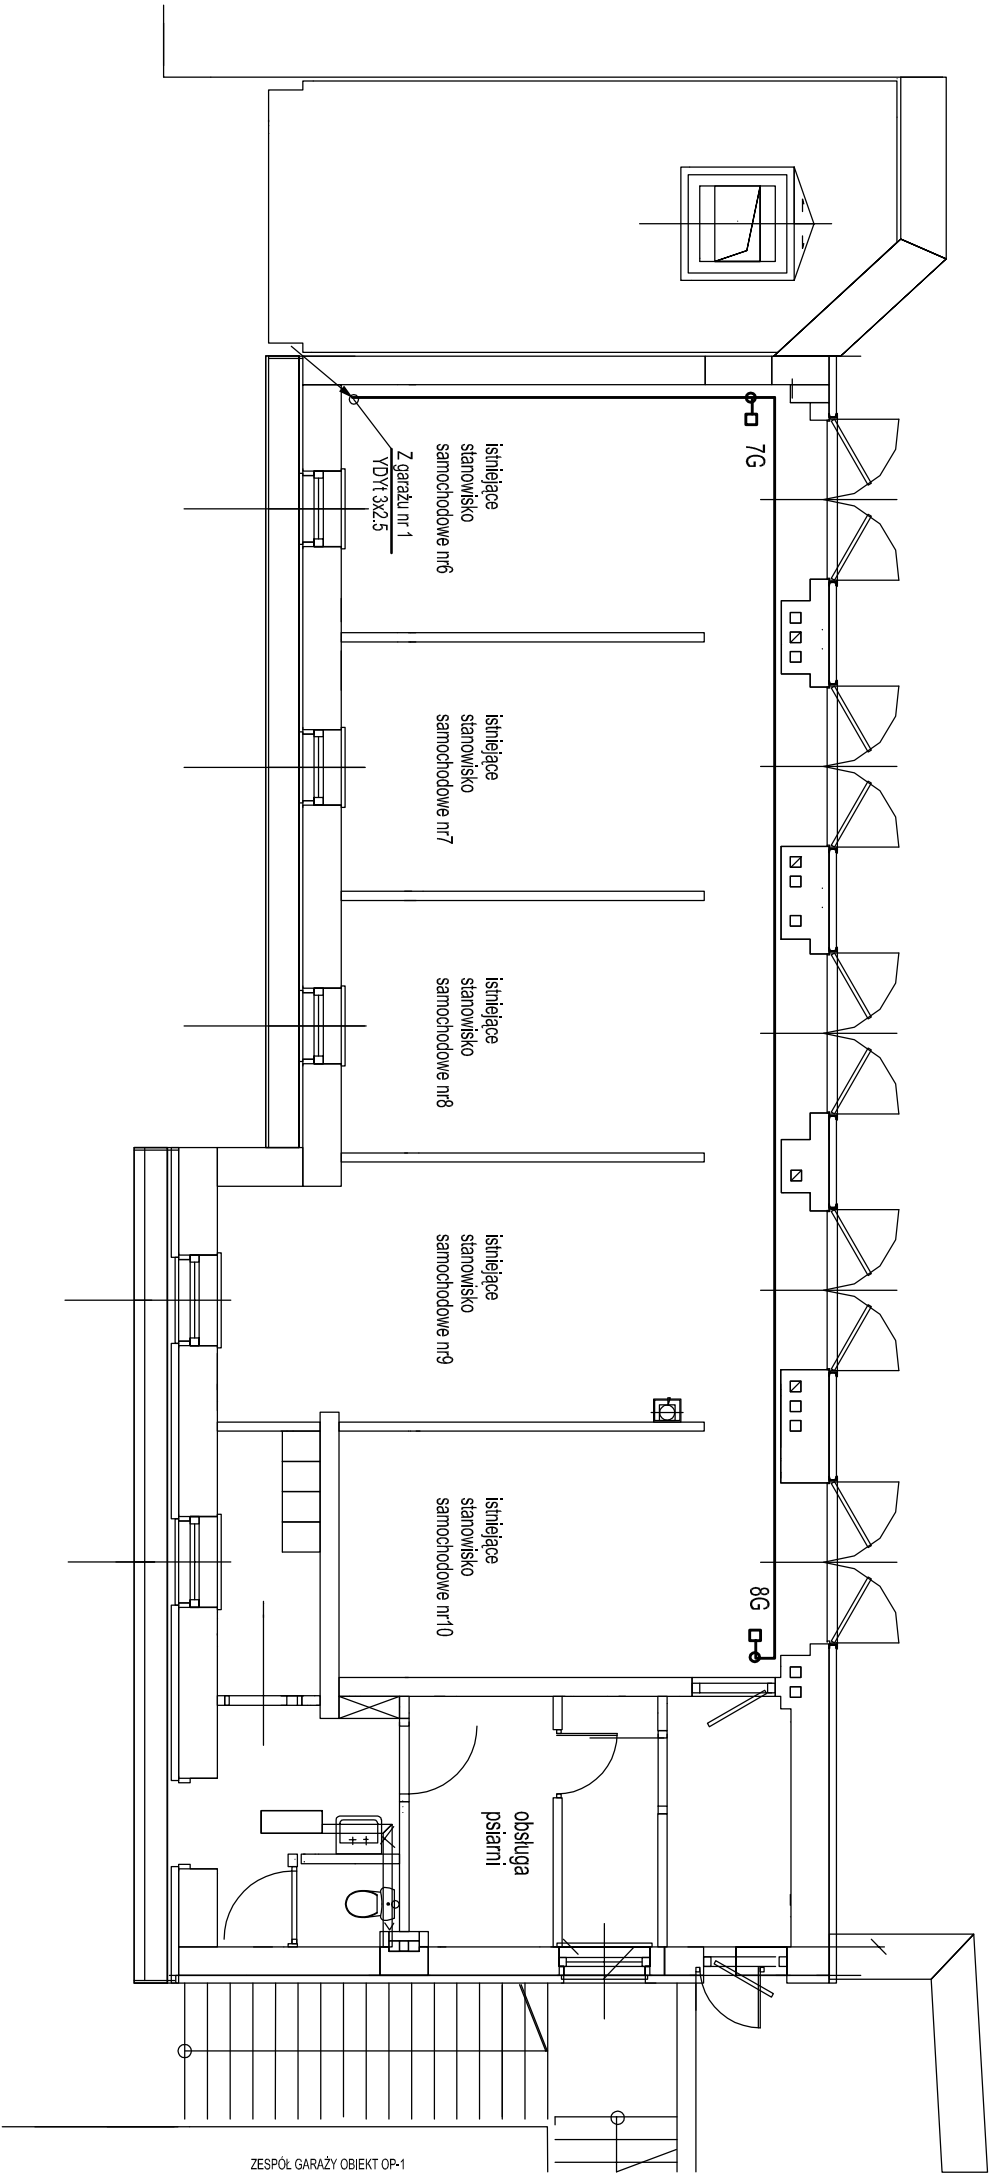 7G
istniejące
stanowisko
samochodowe nr6
Z garażu nr 1
YDYt 3x2.5
istniejące
stanowisko
samochodowe nr7
istniejące
stanowisko
samochodowe nr8
istniejące
stanowisko
samochodowe nr9
istniejące
stanowisko
samochodowe nr10
8G
obsługa
psiarni
ZESPÓŁ GARAŻY OBIEKT OP-1